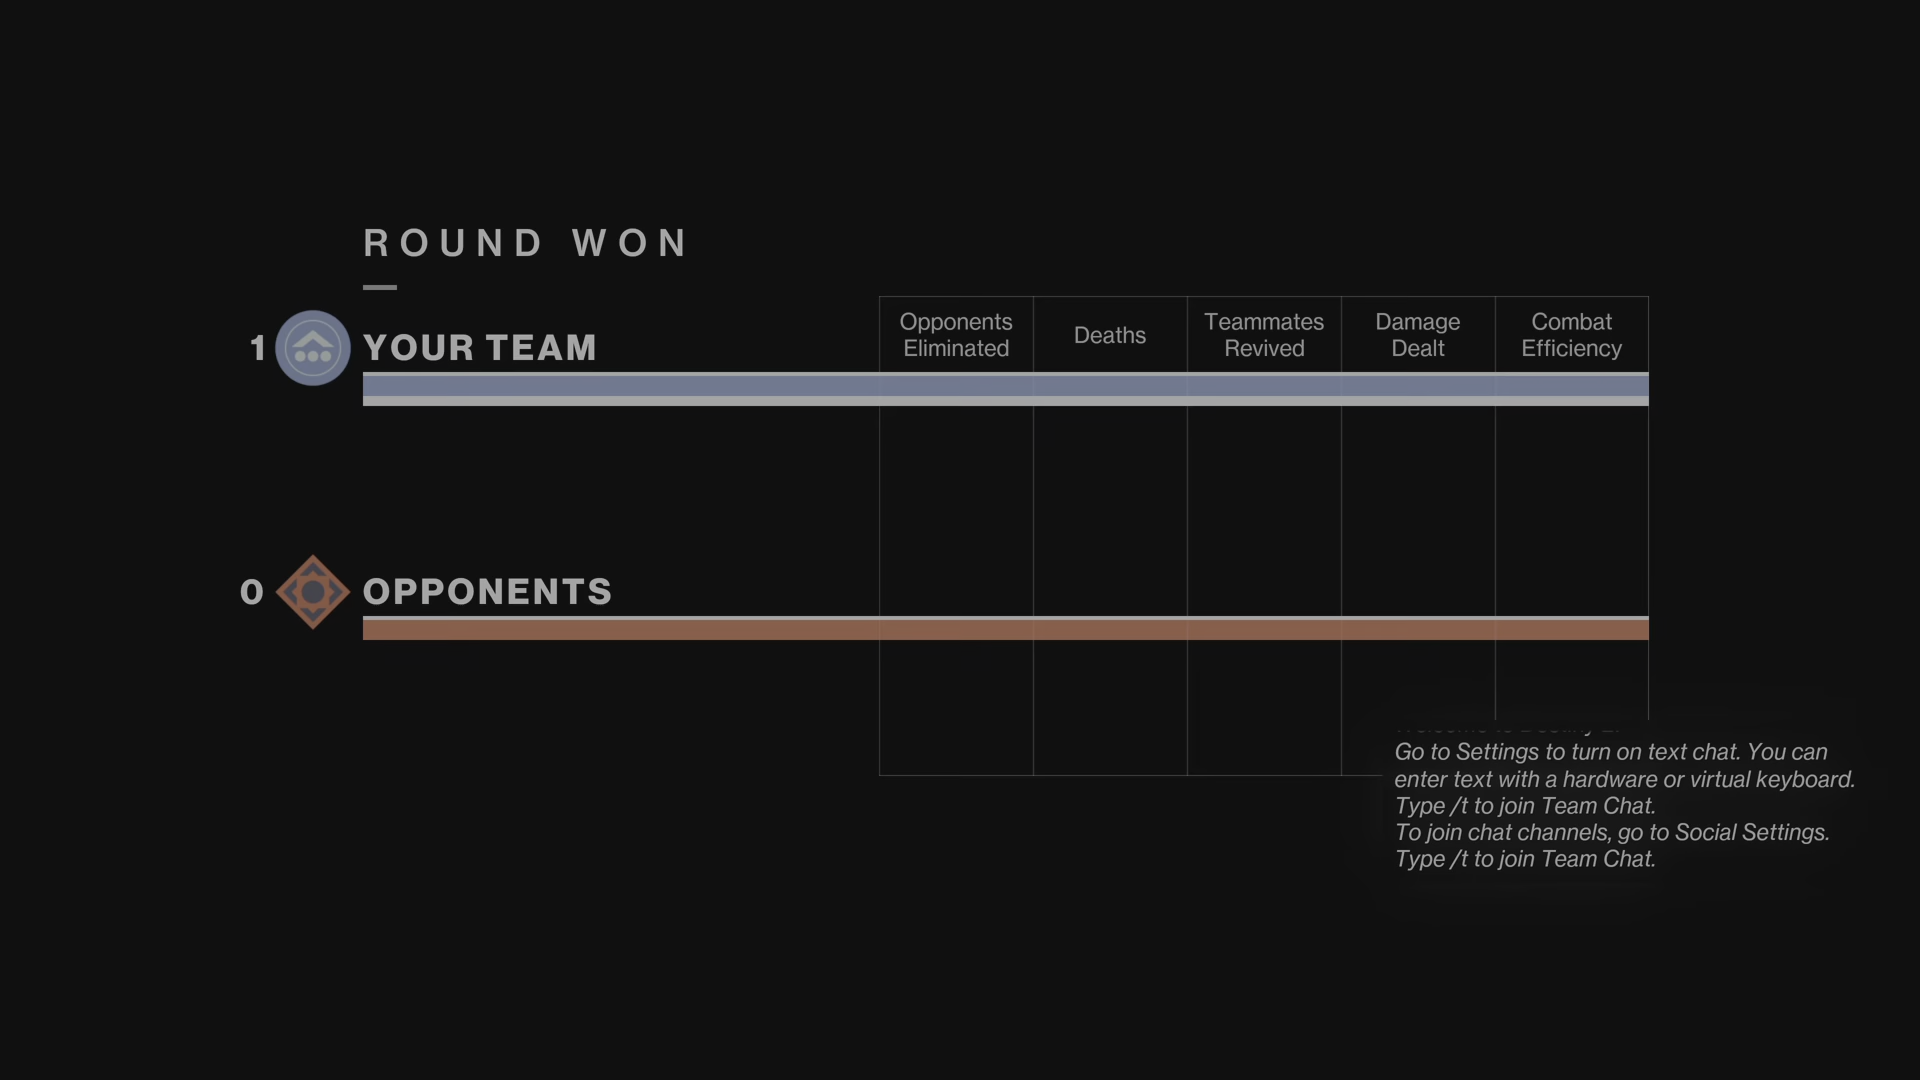 ROUND WON
1 YOUR TEAM
Opponents Eliminated
Deaths
Teammates Revived
Damage Dealt
Combat Efficiency
0 OPPONENTS
Go to Settings to turn on text chat. You can
enter text with a hardware or virtual keyboard.
Type /t to join Team Chat.
To join chat channels, go to Social Settings.
Type /t to join Team Chat.